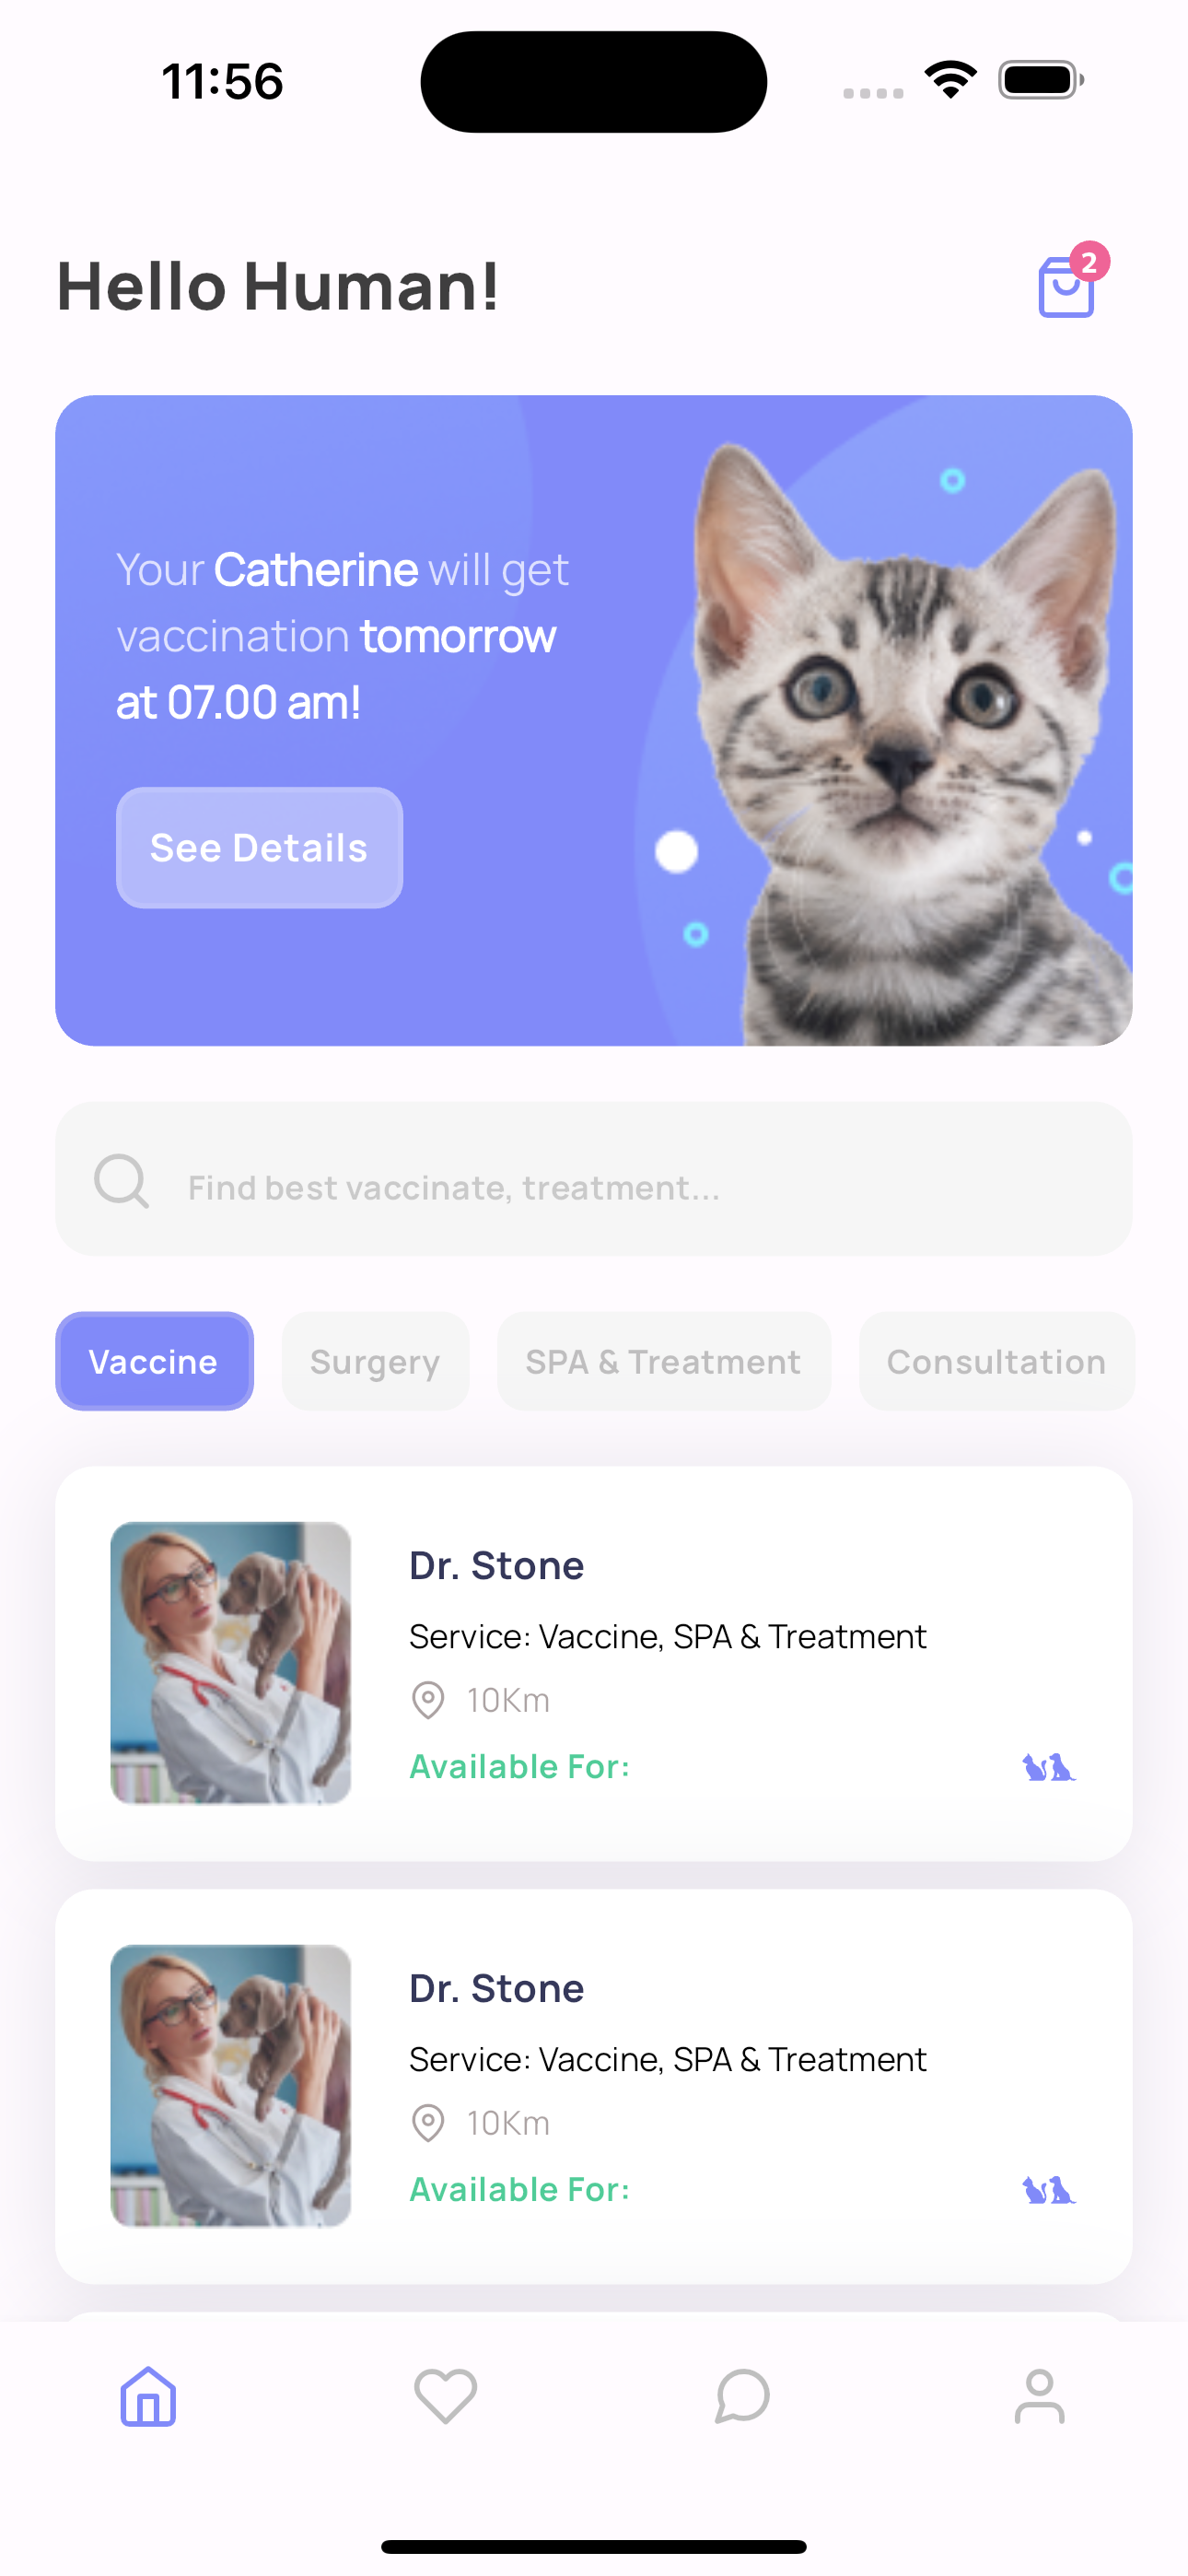 11:56
Hello Human!
2
Your Catherine will get
vaccination tomorrow
at 07.00 am!
See Details
Find best vaccinate, treatment...
Vaccine
Surgery
SPA & Treatment
Consultation
Dr. Stone
Service: Vaccine, SPA & Treatment
10Km
Available For:
Dr. Stone
Service: Vaccine, SPA & Treatment
10Km
Available For: